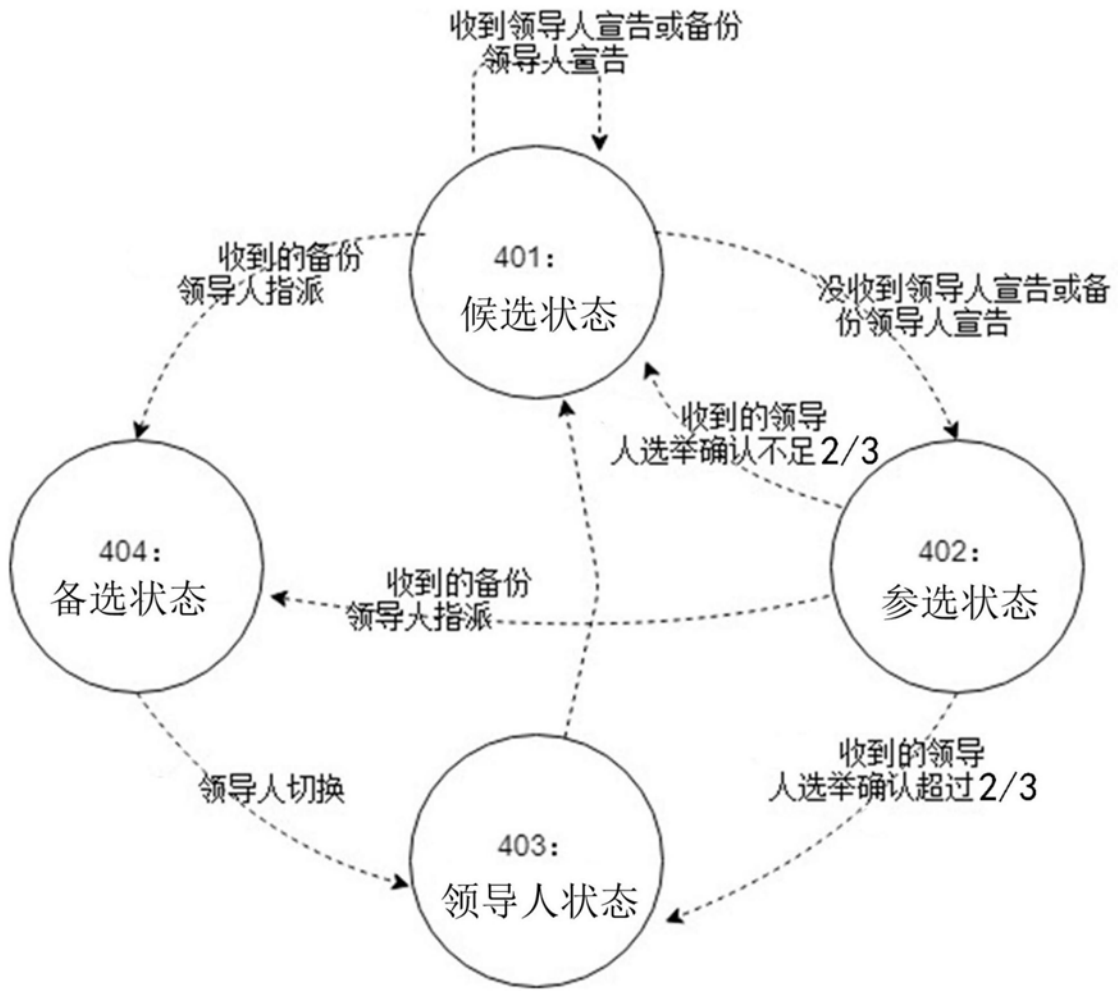 收到领导人宣告或备份
领导人宣告
401：
候选状态
收到的备份
领导人指派
没收到领导人宣告或备
份领导人宣告
收到的领导
人选举确认不足2/3
404：
备选状态
402：
参选状态
收到的备份
领导人指派
领导人切换
收到的领导
人选举确认超过2/3
403：
领导人状态